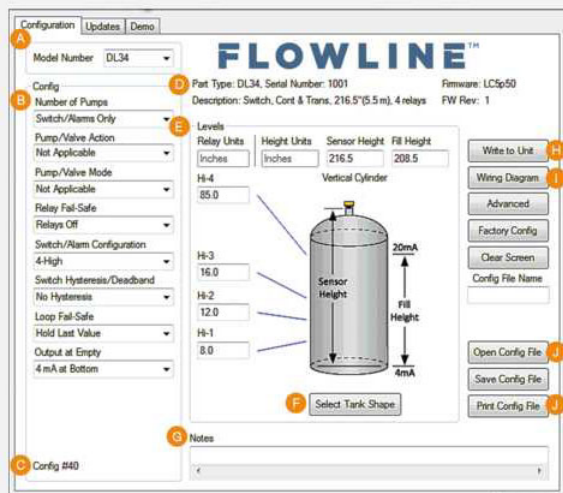 Configuration Updates Demo
A
Model Number DL34
FLOWLINE™
D Part Type: DL34, Serial Number: 1001 Firmware: LC5p50
Description: Switch, Cont & Trans, 216.5"(5.5 m), 4 relays FW Rev: 1
Config
B Number of Pumps
Switch/Alarms Only
Pump/Valve Action
Not Applicable
Pump/Valve Mode
Not Applicable
Relay Fail-Safe
Relays Off
Switch/Alarm Configuration
4-High
Switch Hysteresis/Deadband
No Hysteresis
Loop Fail-Safe
Hold Last Value
Output at Empty
4 mA at Bottom
C Config #40
E Levels
Relay Units Height Units Sensor Height Fill Height
Inches Inches 216.5 208.5
Hi-4 Vertical Cylinder
85.0
20mA
Hi-3
16.0
Sensor
Height
Hi-2
12.0
Fill
Height
Hi-1
8.0
4mA
F Select Tank Shape
G Notes
Write to Unit H
Wiring Diagram I
Advanced
Factory Config
Clear Screen
Config File Name
Open Config File J
Save Config File
Print Config File J